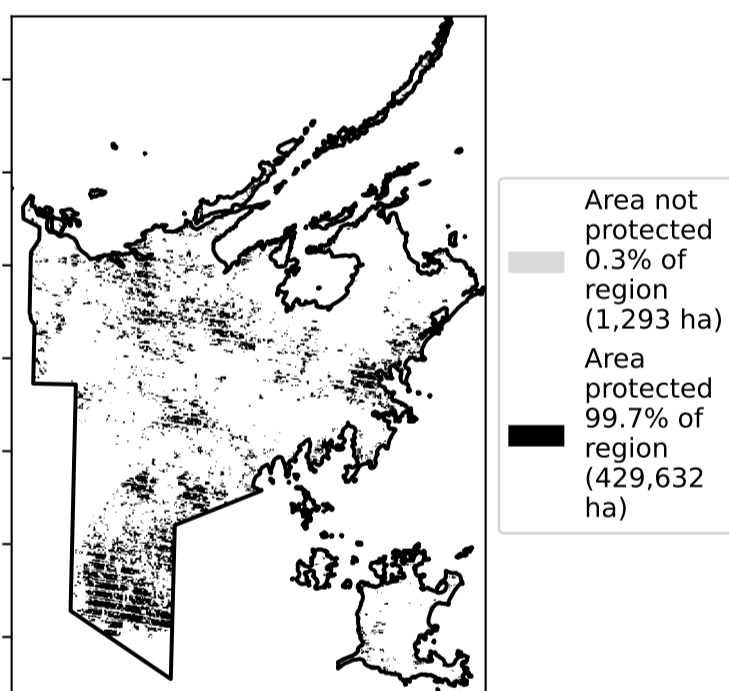 Area not
protected
0.3% of
region
(1,293 ha)
Area
protected
99.7% of
region
(429,632
ha)